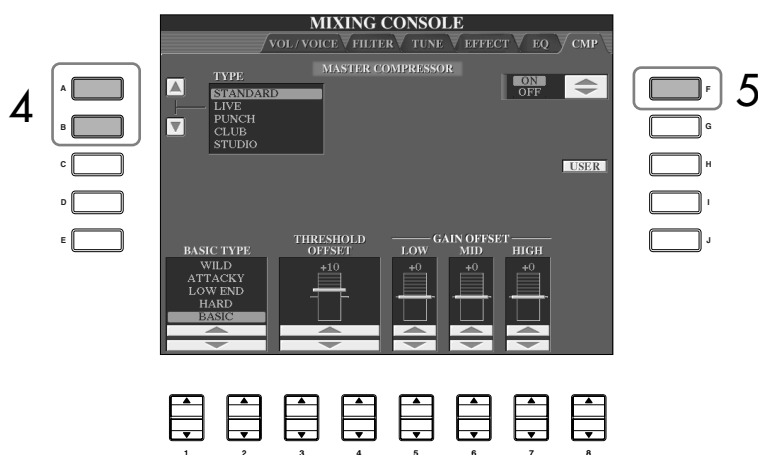 MIXING CONSOLE
VOL/VOICE FILTER TUNE EFFECT EQ CMP
MASTER COMPRESSOR
TYPE
STANDARD
LIVE
PUNCH
CLUB
STUDIO
ON
OFF
USER
4
A
B
C
D
E
5
F
G
H
I
J
BASIC TYPE
WILD
ATTACKY
LOW END
HARD
BASIC
THRESHOLD
OFFSET
+10
GAIN OFFSET
LOW MID HIGH
+0 +0 +0
1 2 3 4 5 6 7 8